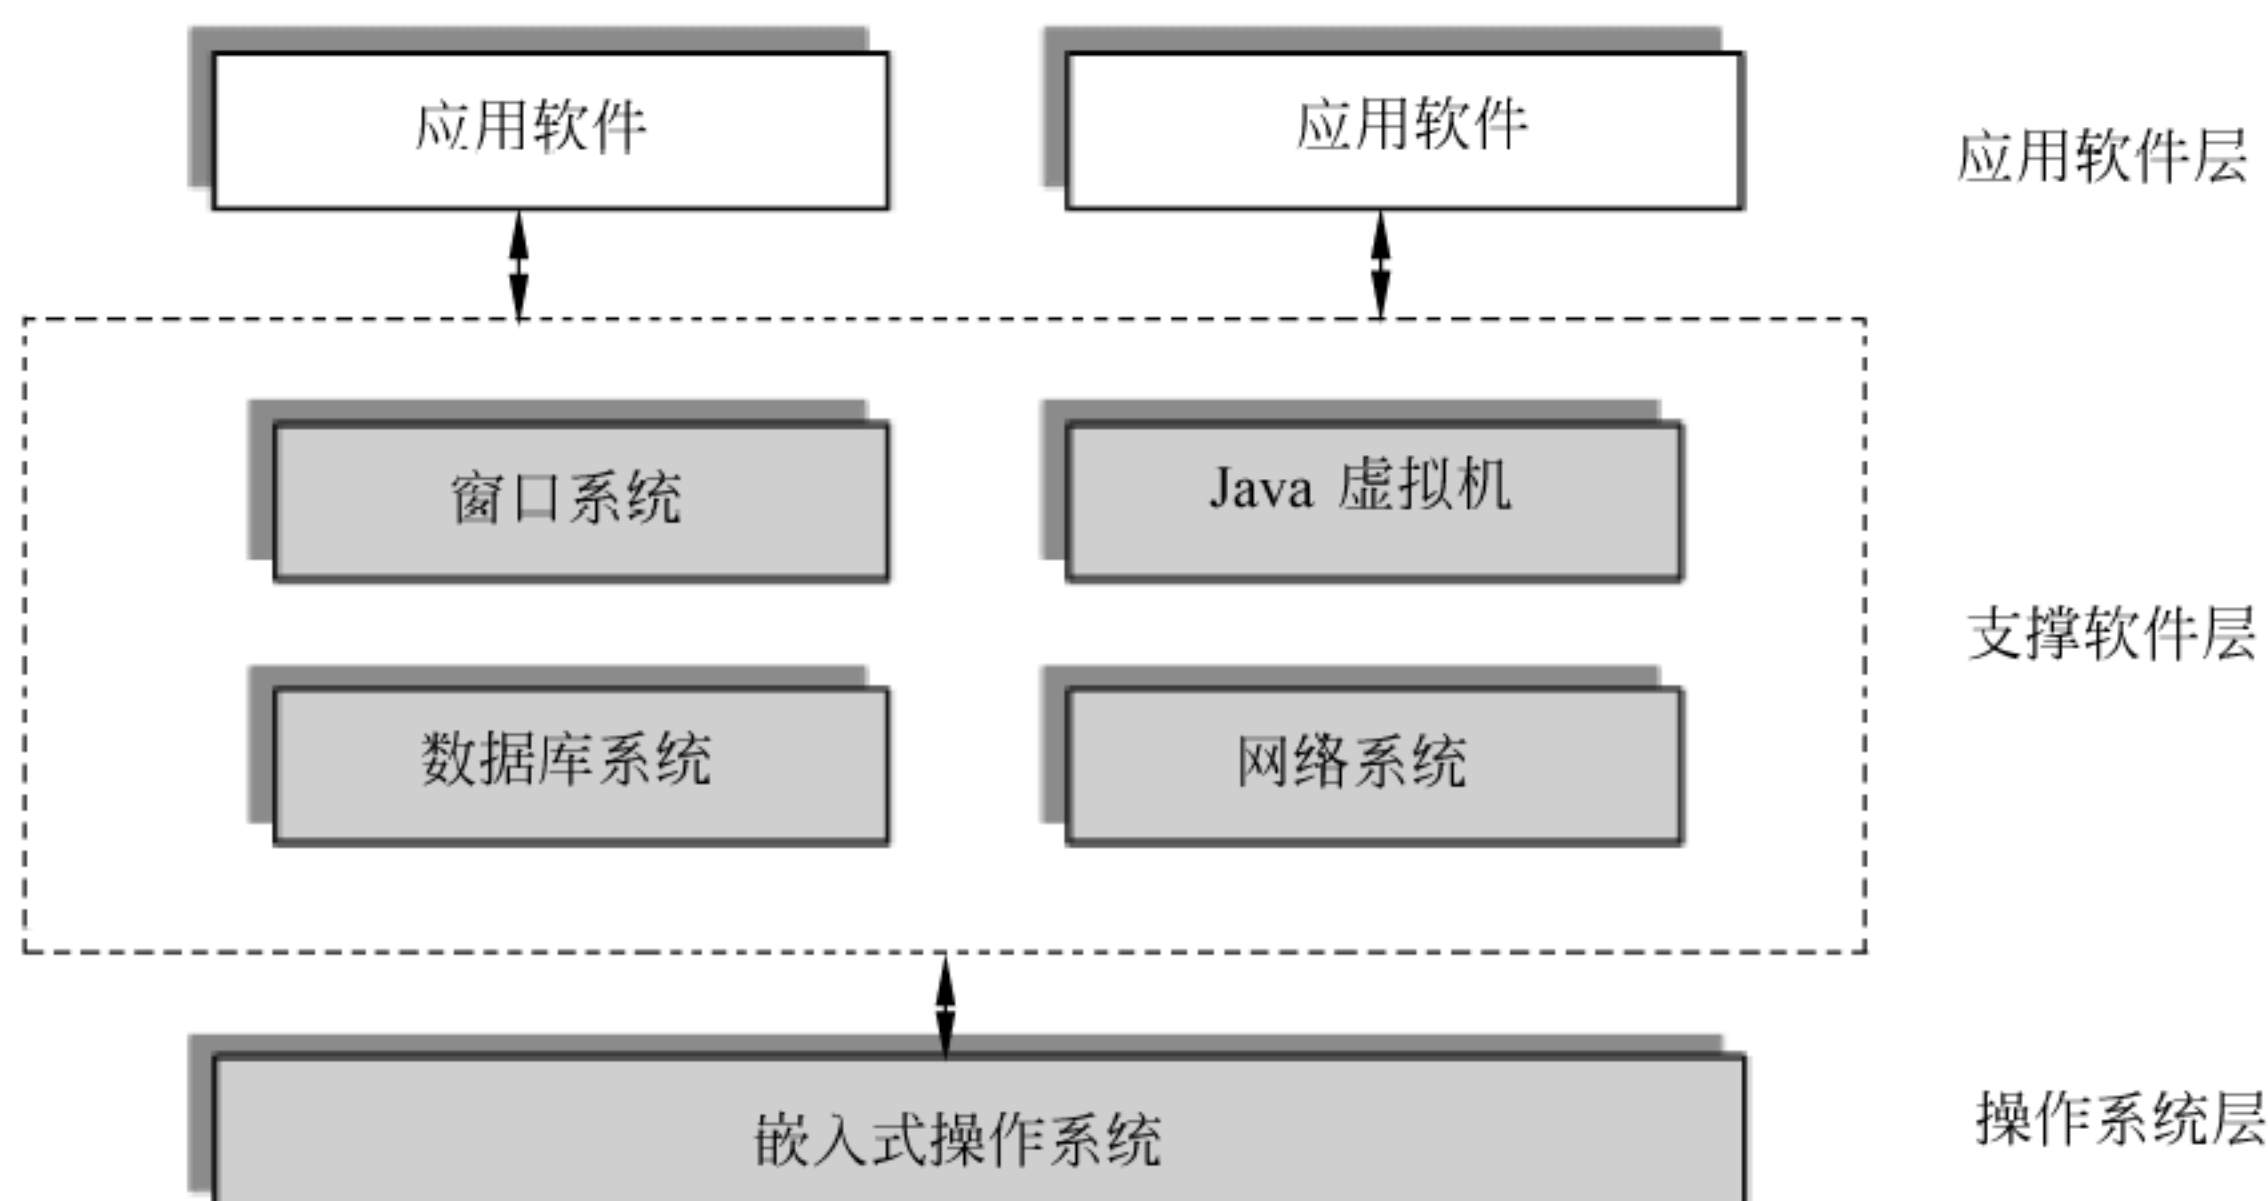 应用软件
应用软件
应用软件层
窗口系统
Java 虚拟机
支撑软件层
数据库系统
网络系统
嵌入式操作系统
操作系统层